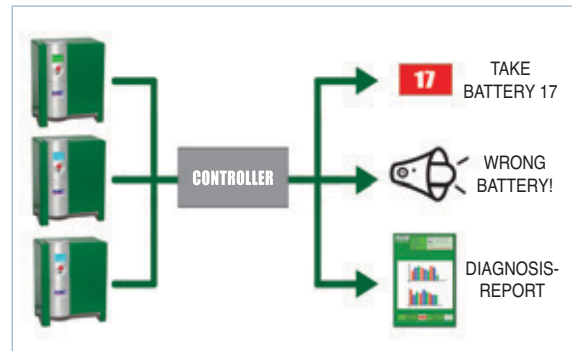 CONTROLLER
17
TAKE
BATTERY 17
WRONG
BATTERY!
DIAGNOSIS-
REPORT